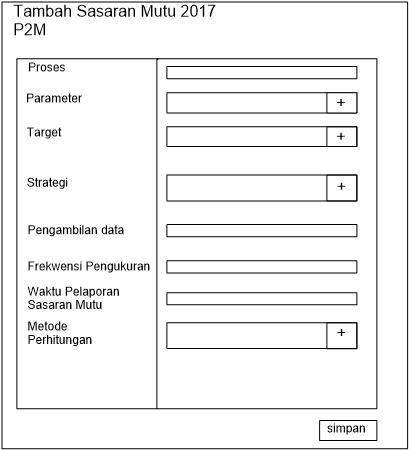 Tambah Sasaran Mutu 2017
P2M
Proses
Parameter +
Target +
Strategi +
Pengambilan data
Frekwensi Pengukuran
Waktu Pelaporan
Sasaran Mutu
Metode +
Perhitungan
simpan